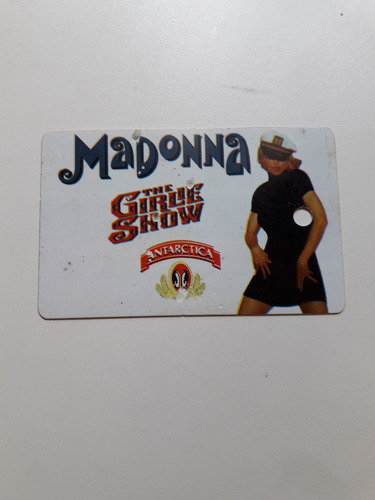 MADONNA
THE
GIRLIE
SHOW
ANTARCTICA